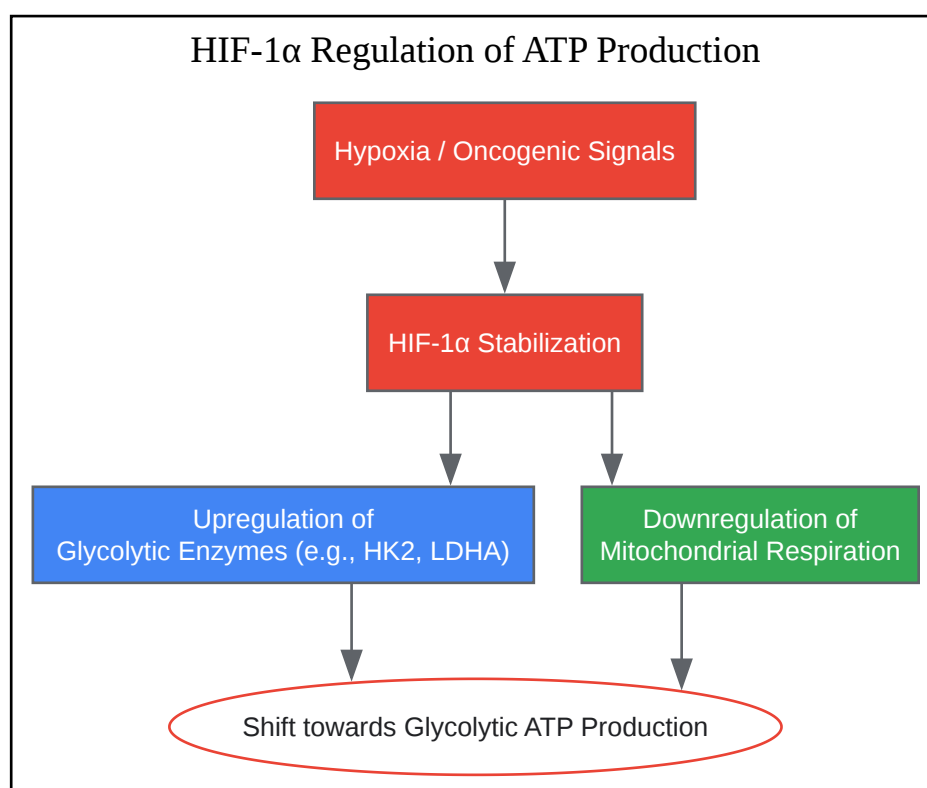 HIF-1α Regulation of ATP Production
Hypoxia / Oncogenic Signals
HIF-1α Stabilization
Upregulation of
Glycolytic Enzymes (e.g., HK2, LDHA)
Downregulation of
Mitochondrial Respiration
Shift towards Glycolytic ATP Production